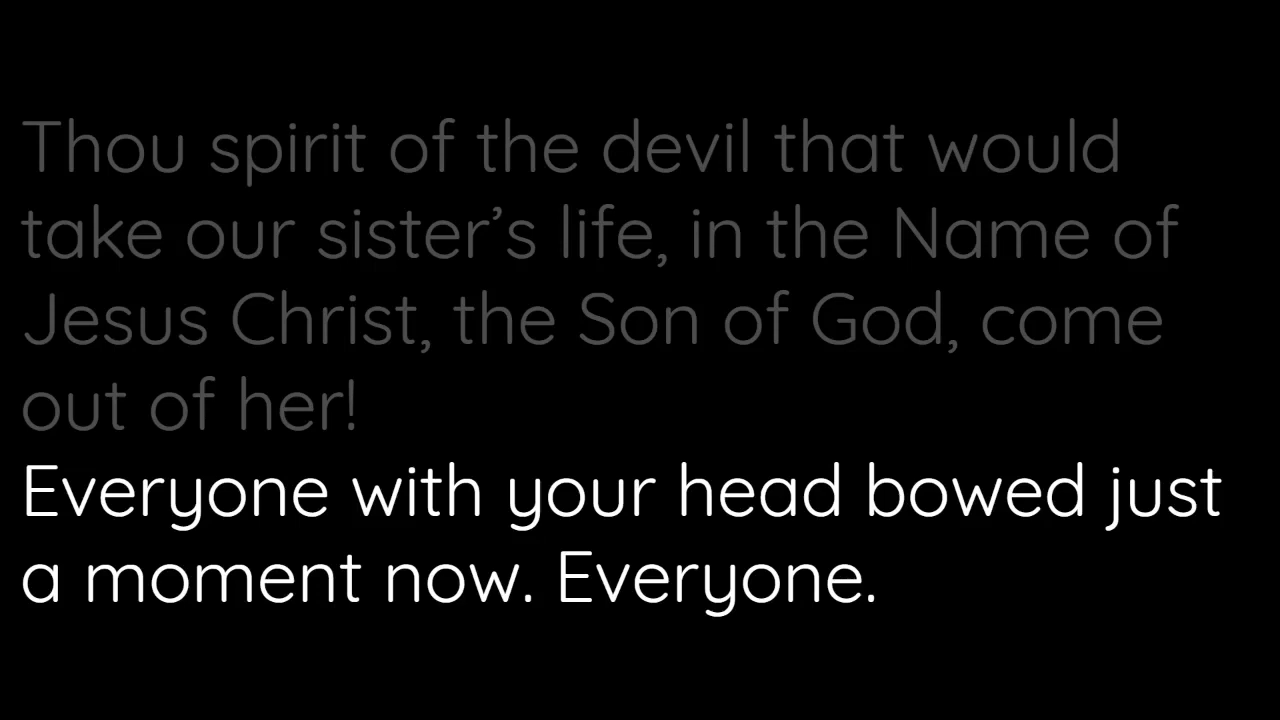 Thou spirit of the devil that would
take our sister’s life, in the Name of
Jesus Christ, the Son of God, come
out of her!
Everyone with your head bowed just
a moment now. Everyone.